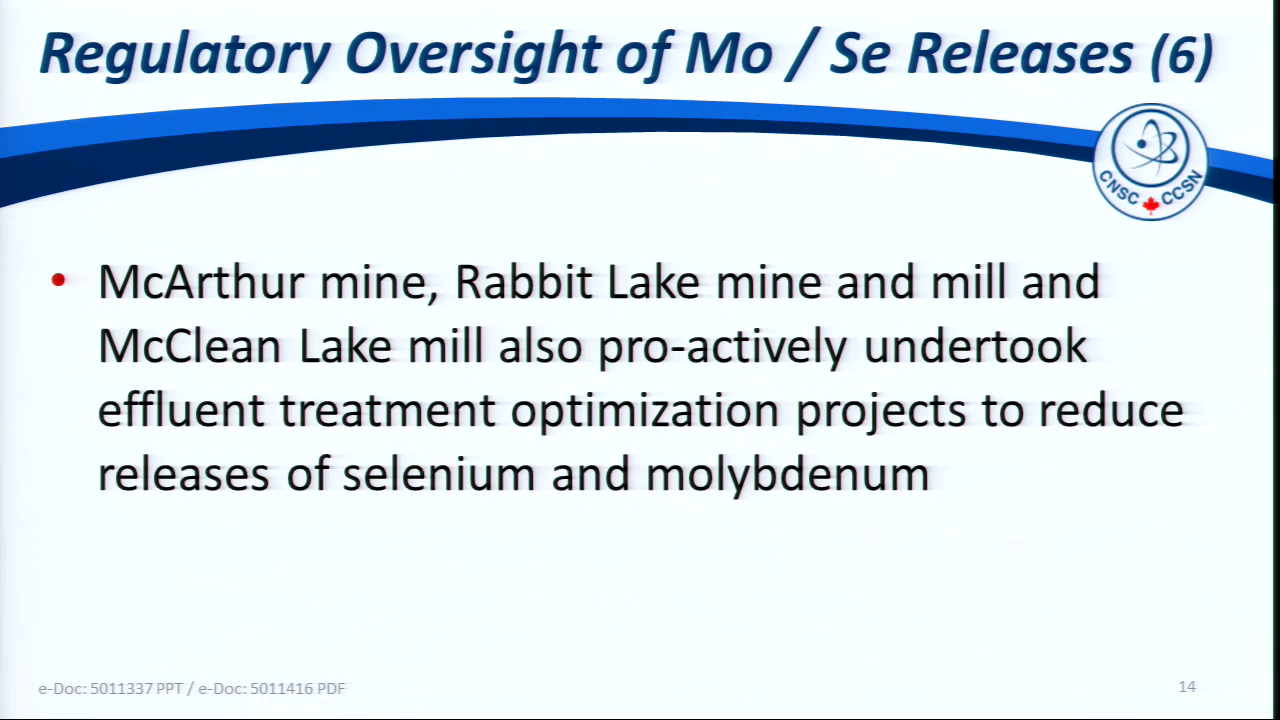 Regulatory Oversight of Mo / Se Releases (6)
CNSC CCSN
• McArthur mine, Rabbit Lake mine and mill and
McClean Lake mill also pro-actively undertook
effluent treatment optimization projects to reduce
releases of selenium and molybdenum
e-Doc: 5011337 PPT / e-Doc: 5011416 PDF
14